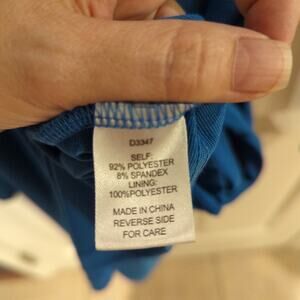 D3347
SELF:
92% POLYESTER
8% SPANDEX
LINING:
100%POLYESTER
MADE IN CHINA
REVERSE SIDE
FOR CARE